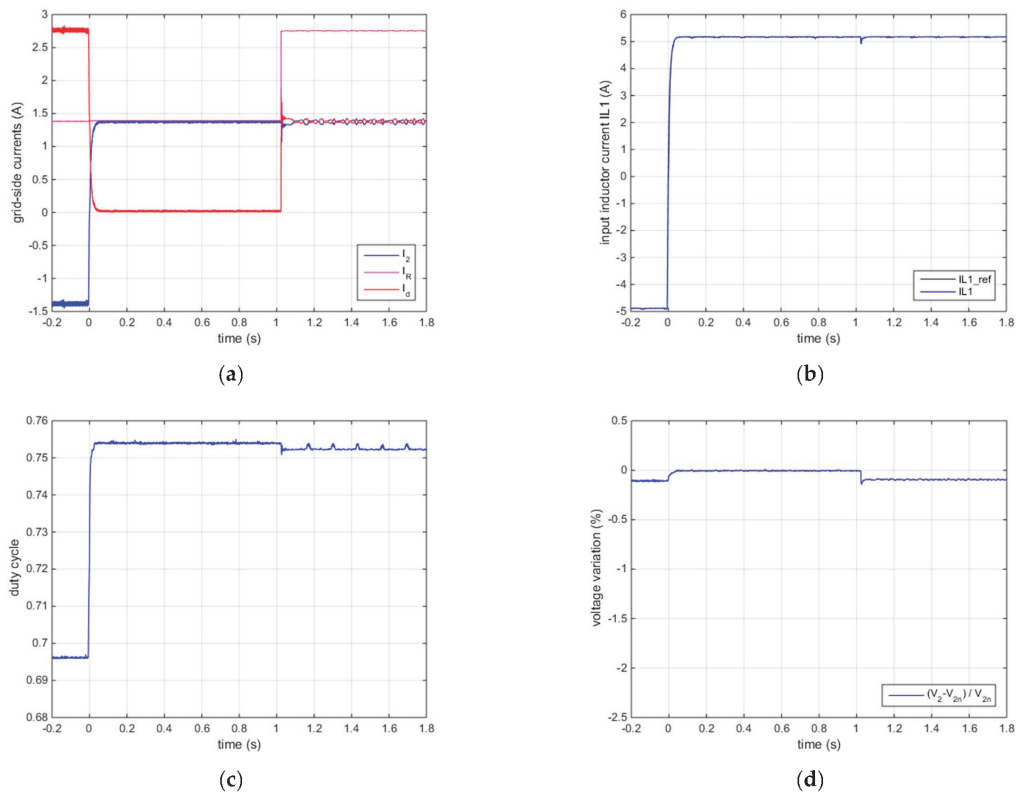 3
2.5
2
1.5
1
0.5
0
-0.5
-1
-1.5
grid-side currents (A)
I2
IR
Id
-0.2 0 0.2 0.4 0.6 0.8 1 1.2 1.4 1.6 1.8
time (s)
(a)
6
5
4
3
2
1
0
-1
-2
-3
-4
-5
input inductor current IL1 (A)
IL1_ref
IL1
-0.2 0 0.2 0.4 0.6 0.8 1 1.2 1.4 1.6 1.8
time (s)
(b)
0.76
0.75
0.74
0.73
0.72
0.71
0.7
0.69
0.68
duty cycle
-0.2 0 0.2 0.4 0.6 0.8 1 1.2 1.4 1.6 1.8
time (s)
(c)
0.5
0
-0.5
-1
-1.5
-2
-2.5
voltage variation (%)
(V2-V2n) / V2n
-0.2 0 0.2 0.4 0.6 0.8 1 1.2 1.4 1.6 1.8
time (s)
(d)